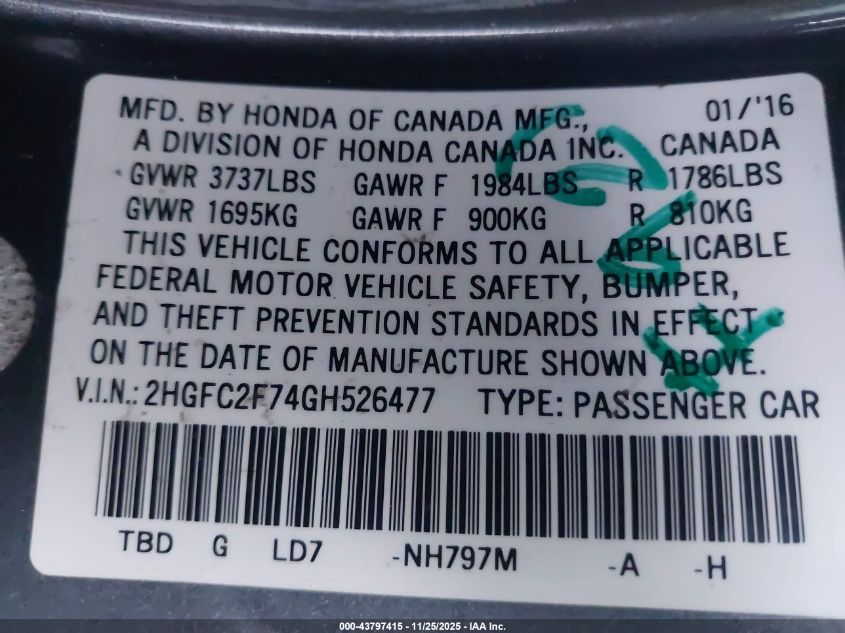 MFD. BY HONDA OF CANADA MFG., 01/'16
A DIVISION OF HONDA CANADA INC. CANADA
GVWR 3737LBS GAWR F 1984LBS R 1786LBS
GVWR 1695KG GAWR F 900KG R 810KG
THIS VEHICLE CONFORMS TO ALL APPLICABLE
FEDERAL MOTOR VEHICLE SAFETY, BUMPER,
AND THEFT PREVENTION STANDARDS IN EFFECT
ON THE DATE OF MANUFACTURE SHOWN ABOVE.
V.I.N.: 2HGFC2F74GH526477 TYPE: PASSENGER CAR
TBD G LD7 -NH797M -A -H
000-43797415 - 11/25/2025 - IAA Inc.